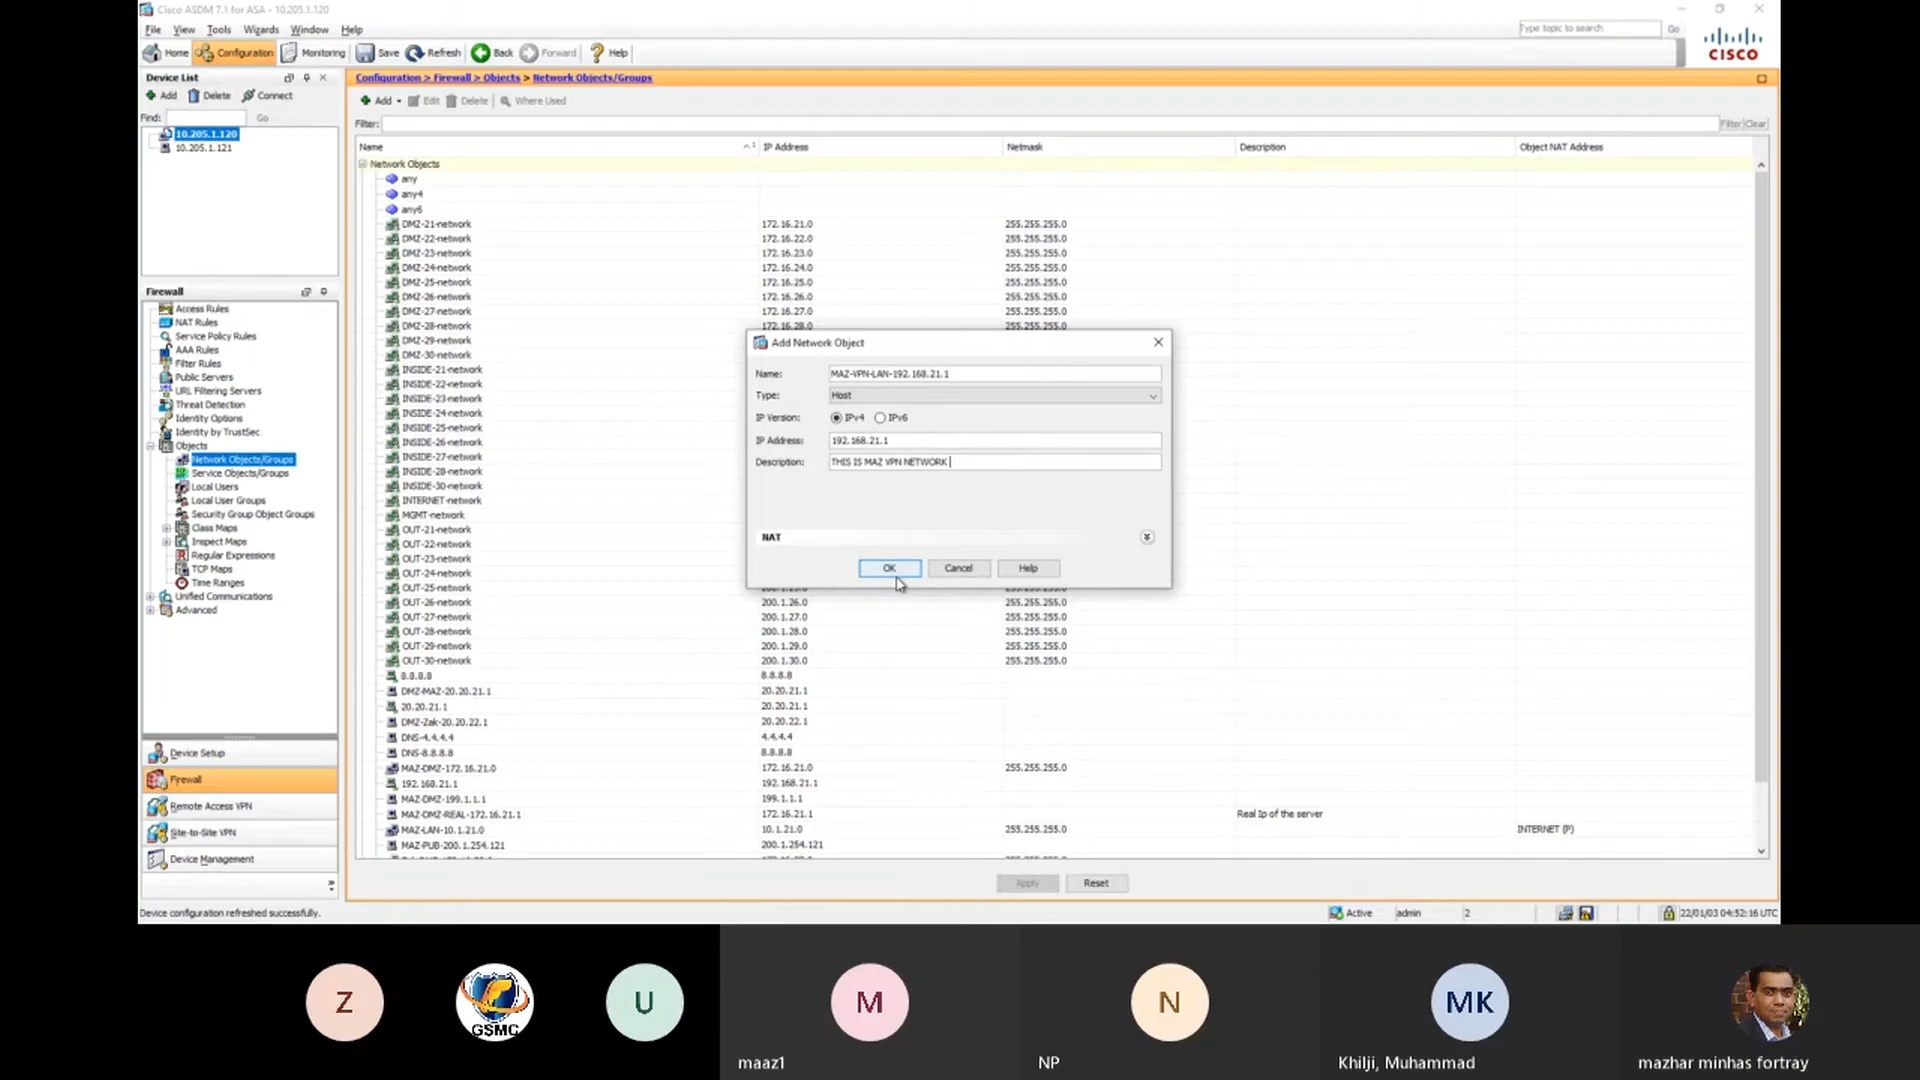 Cisco ASDM 7.1 for ASA - 10.205.1.120
File View Tools Wizards Window Help
Type topic to search Go
Home Configuration Monitoring Save Refresh Back Forward Help
CISCO
Device List
Add Delete Connect
Find: Go
10.205.1.120
10.205.1.121
Configuration > Firewall > Objects > Network Objects/Groups
Add Edit Delete Where Used
Filter: Filter Clear
Name IP Address Netmask Description Object NAT Address
Network Objects
any
any4
any6
DMZ-21-network 172.16.21.0 255.255.255.0
DMZ-22-network 172.16.22.0 255.255.255.0
DMZ-23-network 172.16.23.0 255.255.255.0
DMZ-24-network 172.16.24.0 255.255.255.0
DMZ-25-network 172.16.25.0 255.255.255.0
DMZ-26-network 172.16.26.0 255.255.255.0
DMZ-27-network 172.16.27.0 255.255.255.0
DMZ-28-network 172.16.28.0 255.255.255.0
DMZ-29-network
DMZ-30-network
INSIDE-21-network
INSIDE-22-network
INSIDE-23-network
INSIDE-24-network
INSIDE-25-network
INSIDE-26-network
INSIDE-27-network
INSIDE-28-network
INSIDE-30-network
INTERNET-network
MGMT-network
OUT-21-network
OUT-22-network
OUT-23-network
OUT-24-network
OUT-25-network
OUT-26-network 200.1.26.0 255.255.255.0
OUT-27-network 200.1.27.0 255.255.255.0
OUT-28-network 200.1.28.0 255.255.255.0
OUT-29-network 200.1.29.0 255.255.255.0
OUT-30-network 200.1.30.0 255.255.255.0
8.8.8.8 8.8.8.8
DMZ-MAZ-20.20.21.1 20.20.21.1
20.20.21.1 20.20.21.1
DMZ-Zak-20.20.22.1 20.20.22.1
DNS-4.4.4.4 4.4.4.4
DNS-8.8.8.8 8.8.8.8
MAZ-DMZ-172.16.21.0 172.16.21.0 255.255.255.0
192.168.21.1 192.168.21.1
MAZ-DMZ-199.1.1.1 199.1.1.1
MAZ-DMZ-REAL-172.16.21.1 172.16.21.1 Real Ip of the server
MAZ-LAN-10.1.21.0 10.1.21.0 255.255.255.0 INTERNET (P)
MAZ-PUB-200.1.254.121 200.1.254.121
Add Network Object
Name: MAZ-VPN-LAN-192.168.21.1
Type: Host
IP Version: IPv4 IPv6
IP Address: 192.168.21.1
Description: THIS IS MAZ VPN NETWORK
NAT
OK Cancel Help
Firewall
Access Rules
NAT Rules
Service Policy Rules
AAA Rules
Filter Rules
Public Servers
URL Filtering Servers
Threat Detection
Identity Options
Identity by TrustSec
Objects
Network Objects/Groups
Service Objects/Groups
Local Users
Local User Groups
Security Group Object Groups
Class Maps
Inspect Maps
Regular Expressions
TCP Maps
Time Ranges
Unified Communications
Advanced
Device Setup
Firewall
Remote Access VPN
Site-to-Site VPN
Device Management
Apply Reset
Device configuration refreshed successfully. Active admin 2 22/01/03 04:52:16 UTC
Z GSMC U M N MK
maaz1 NP Khilji, Muhammad mazhar minhas fortray